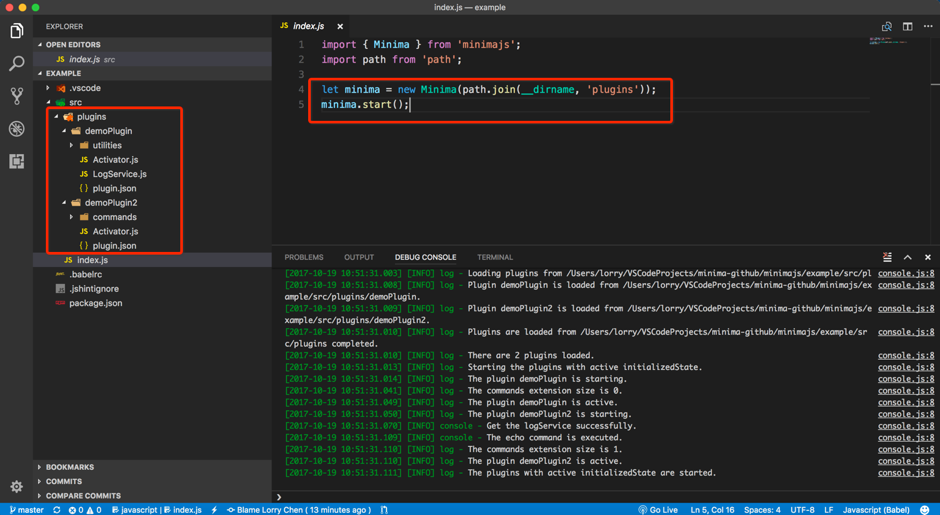 index.js — example
EXPLORER
OPEN EDITORS
JS index.js src
EXAMPLE
.vscode
src
plugins
demoPlugin
utilities
JS Activator.js
JS LogService.js
{ } plugin.json
demoPlugin2
commands
JS Activator.js
{ } plugin.json
JS index.js
.babelrc
.jshintignore
package.json
BOOKMARKS
COMMITS
COMPARE COMMITS
JS index.js ×
1 import { Minima } from 'minimajs';
2 import path from 'path';
3
4 let minima = new Minima(path.join(__dirname, 'plugins'));
5 minima.start();
PROBLEMS OUTPUT DEBUG CONSOLE TERMINAL
[2017-10-19 10:51:31.003] [INFO] log - Loading plugins from /Users/lorry/VSCodeProjects/minima-github/minimajs/example/src/pl console.js:8
[2017-10-19 10:51:31.008] [INFO] log - Plugin demoPlugin is loaded from /Users/lorry/VSCodeProjects/minima-github/minimajs/ex console.js:8
ample/src/plugins/demoPlugin.
[2017-10-19 10:51:31.009] [INFO] log - Plugin demoPlugin2 is loaded from /Users/lorry/VSCodeProjects/minima-github/minimajs/e console.js:8
xample/src/plugins/demoPlugin2.
[2017-10-19 10:51:31.010] [INFO] log - Plugins are loaded from /Users/lorry/VSCodeProjects/minima-github/minimajs/example/sr console.js:8
c/plugins completed.
[2017-10-19 10:51:31.010] [INFO] log - There are 2 plugins loaded. console.js:8
[2017-10-19 10:51:31.013] [INFO] log - Starting the plugins with active initializedState. console.js:8
[2017-10-19 10:51:31.014] [INFO] log - The plugin demoPlugin is starting. console.js:8
[2017-10-19 10:51:31.041] [INFO] log - The commands extension size is 0. console.js:8
[2017-10-19 10:51:31.049] [INFO] log - The plugin demoPlugin is active. console.js:8
[2017-10-19 10:51:31.050] [INFO] log - The plugin demoPlugin2 is starting. console.js:8
[2017-10-19 10:51:31.070] [INFO] console - Get the logService successfully. console.js:8
[2017-10-19 10:51:31.109] [INFO] console - The echo command is executed. console.js:8
[2017-10-19 10:51:31.110] [INFO] log - The commands extension size is 1. console.js:8
[2017-10-19 10:51:31.110] [INFO] log - The plugin demoPlugin2 is active. console.js:8
[2017-10-19 10:51:31.111] [INFO] log - The plugins with active initializedState are started. console.js:8
master 0 0 javascript | index.js Blame Lorry Chen ( 13 minutes ago ) Go Live Ln 5, Col 16 Spaces: 4 UTF-8 LF Javascript (Babel)